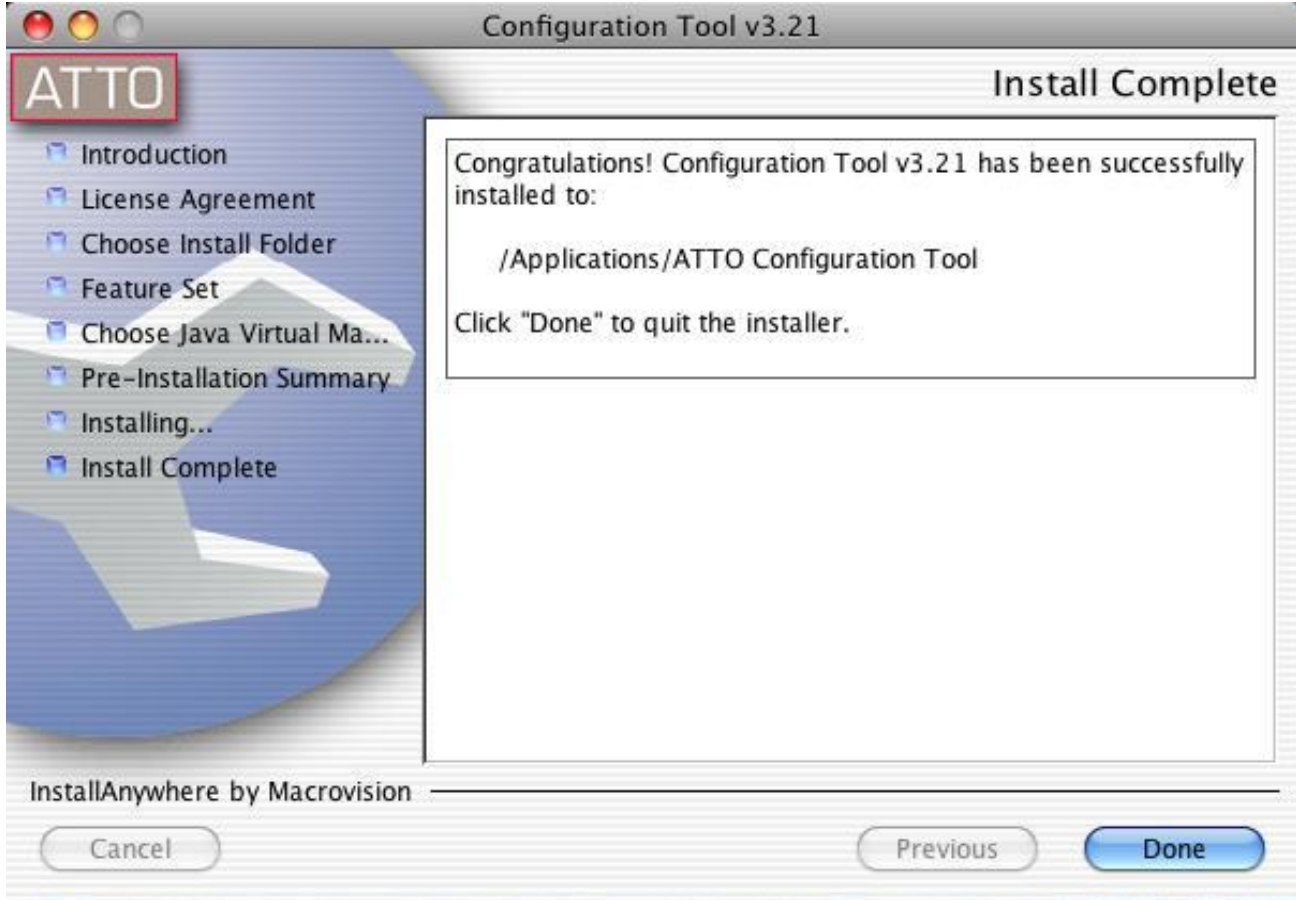 Configuration Tool v3.21
ATTO
Install Complete
Introduction
License Agreement
Choose Install Folder
Feature Set
Choose Java Virtual Ma...
Pre-Installation Summary
Installing...
Install Complete
Congratulations! Configuration Tool v3.21 has been successfully
installed to:
/Applications/ATTO Configuration Tool
Click "Done" to quit the installer.
InstallAnywhere by Macrovision
Cancel
Previous
Done